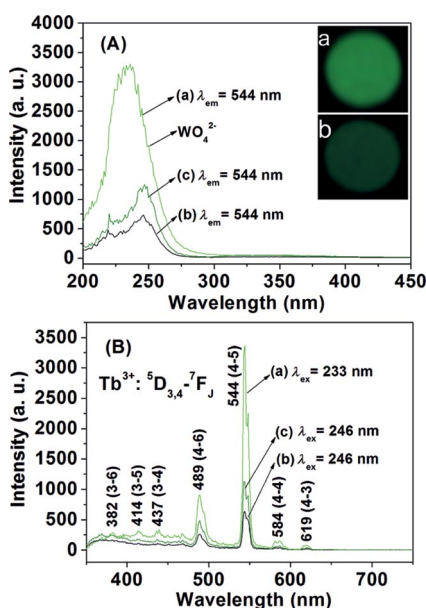 (A)
4000
3500
3000
2500
2000
1500
1000
500
0
Intensity (a. u.)
(a) λem = 544 nm
WO₄²⁻
(c) λem = 544 nm
(b) λem = 544 nm
a
b
200 250 300 350 400 450
Wavelength (nm)
(B)
3500
3000
2500
2000
1500
1000
500
0
Intensity (a. u.)
Tb³⁺: ⁵D₃,₄-⁷FJ
382 (3-6)
414 (3-5)
437 (3-4)
489 (4-6)
544 (4-5)
584 (4-4)
619 (4-3)
(a) λex = 233 nm
(c) λex = 246 nm
(b) λex = 246 nm
400 500 600 700
Wavelength (nm)